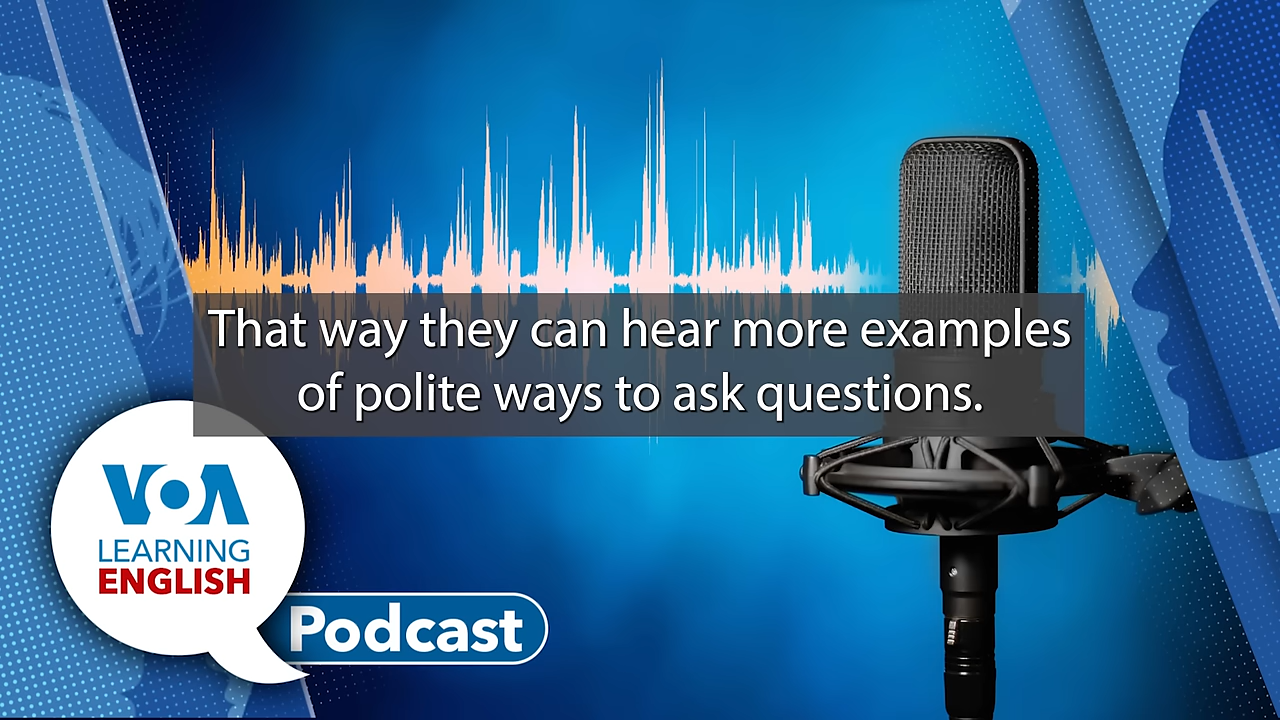 That way they can hear more examples
of polite ways to ask questions.
VOA
LEARNING
ENGLISH
Podcast